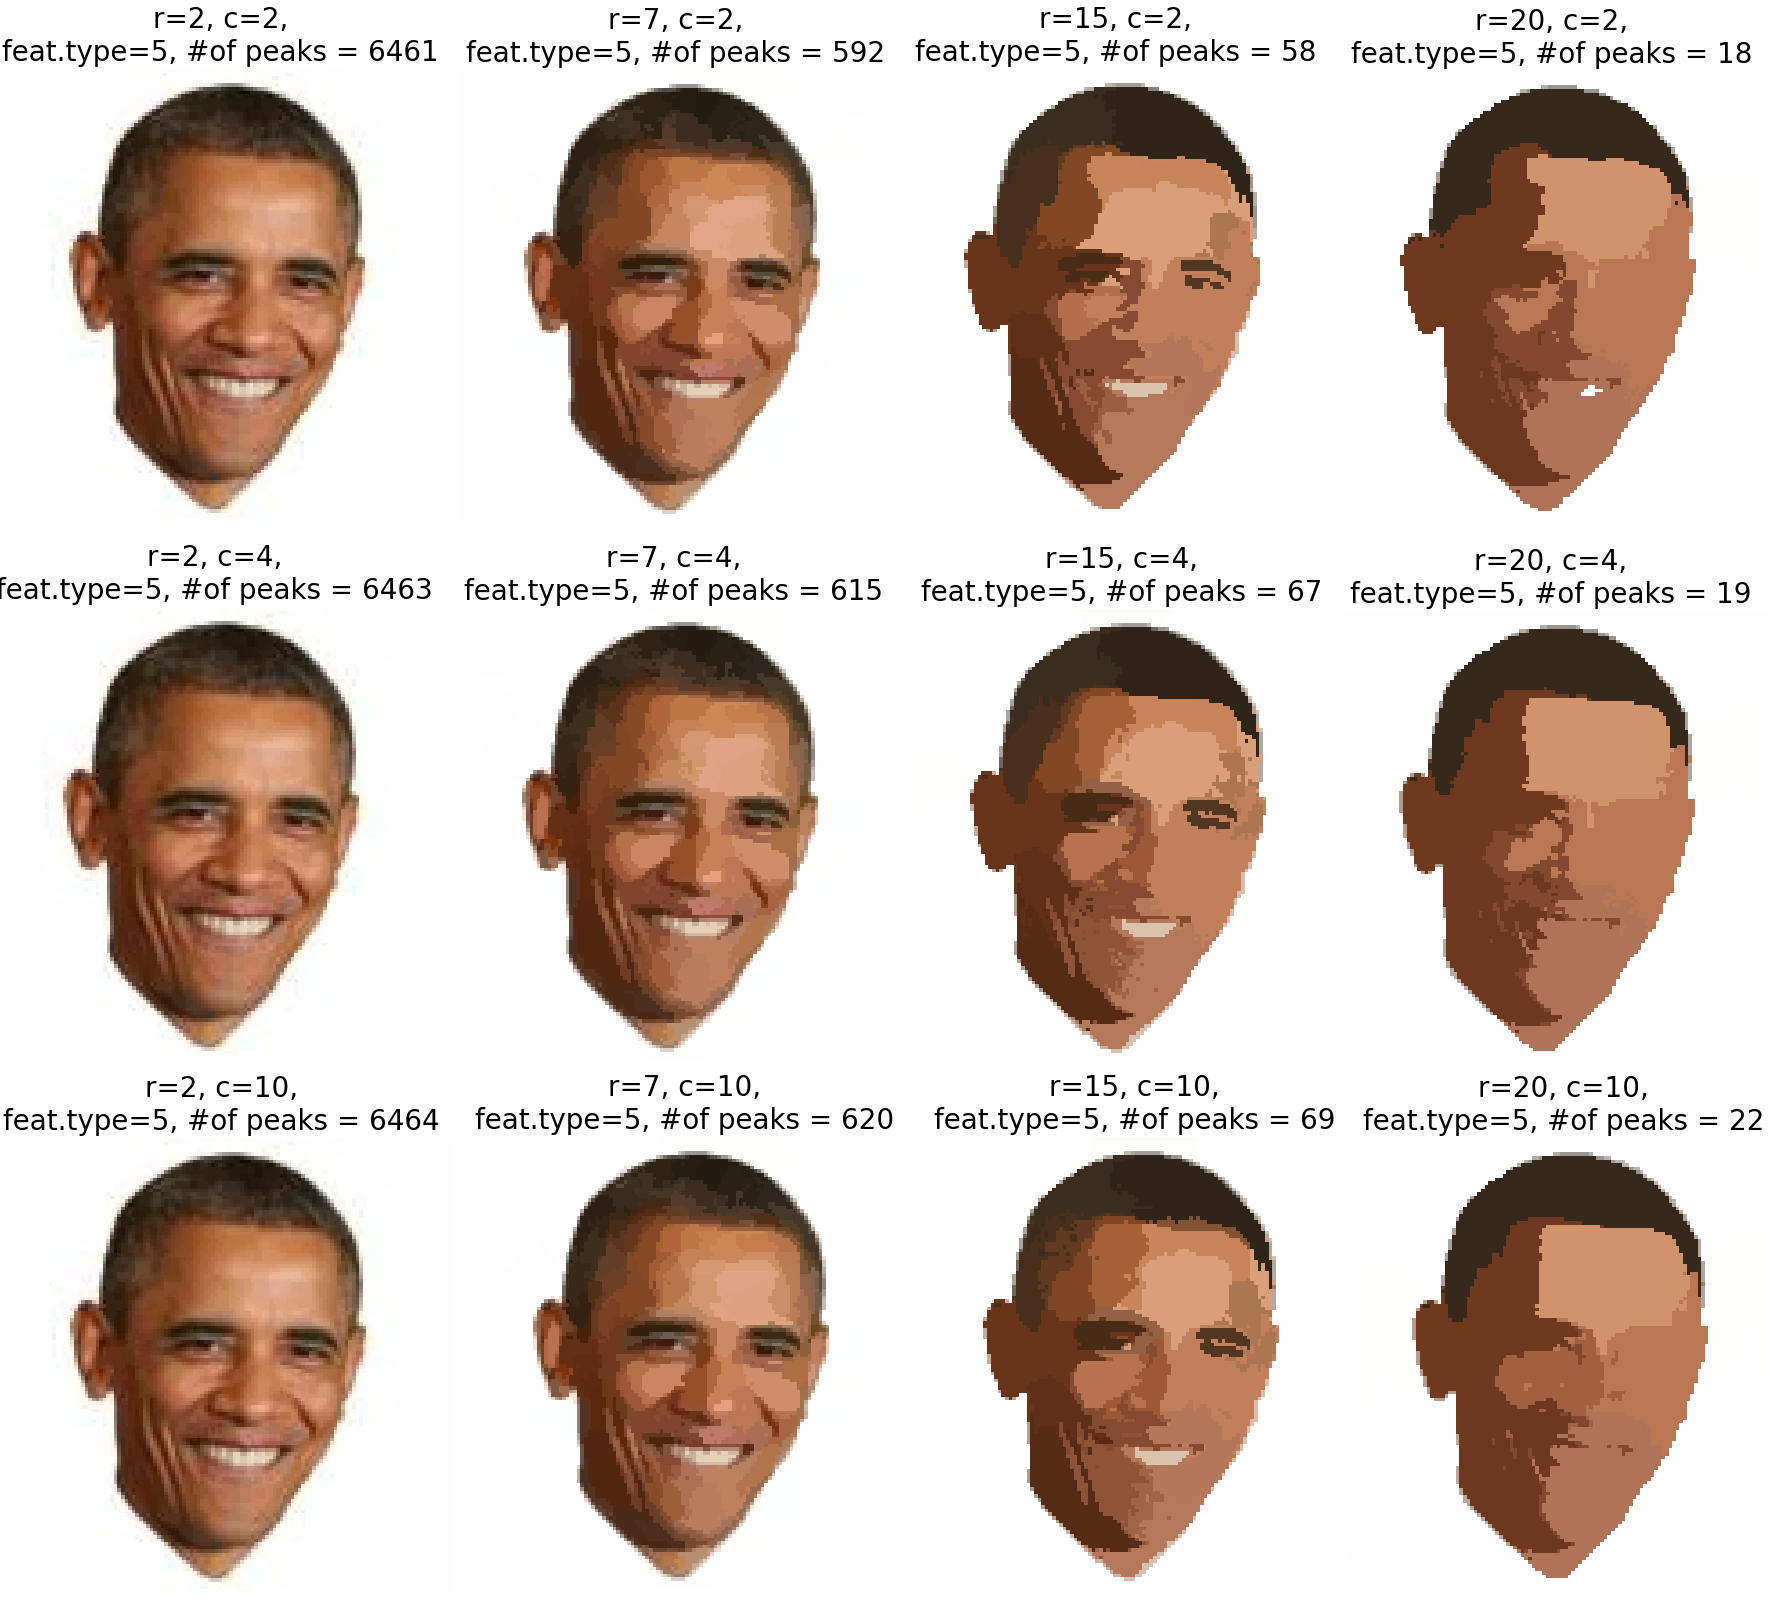 r=2, c=2,
feat.type=5, #of peaks = 6461
r=7, c=2,
feat.type=5, #of peaks = 592
r=15, c=2,
feat.type=5, #of peaks = 58
r=20, c=2,
feat.type=5, #of peaks = 18
r=2, c=4,
feat.type=5, #of peaks = 6463
r=7, c=4,
feat.type=5, #of peaks = 615
r=15, c=4,
feat.type=5, #of peaks = 67
r=20, c=4,
feat.type=5, #of peaks = 19
r=2, c=10,
feat.type=5, #of peaks = 6464
r=7, c=10,
feat.type=5, #of peaks = 620
r=15, c=10,
feat.type=5, #of peaks = 69
r=20, c=10,
feat.type=5, #of peaks = 22